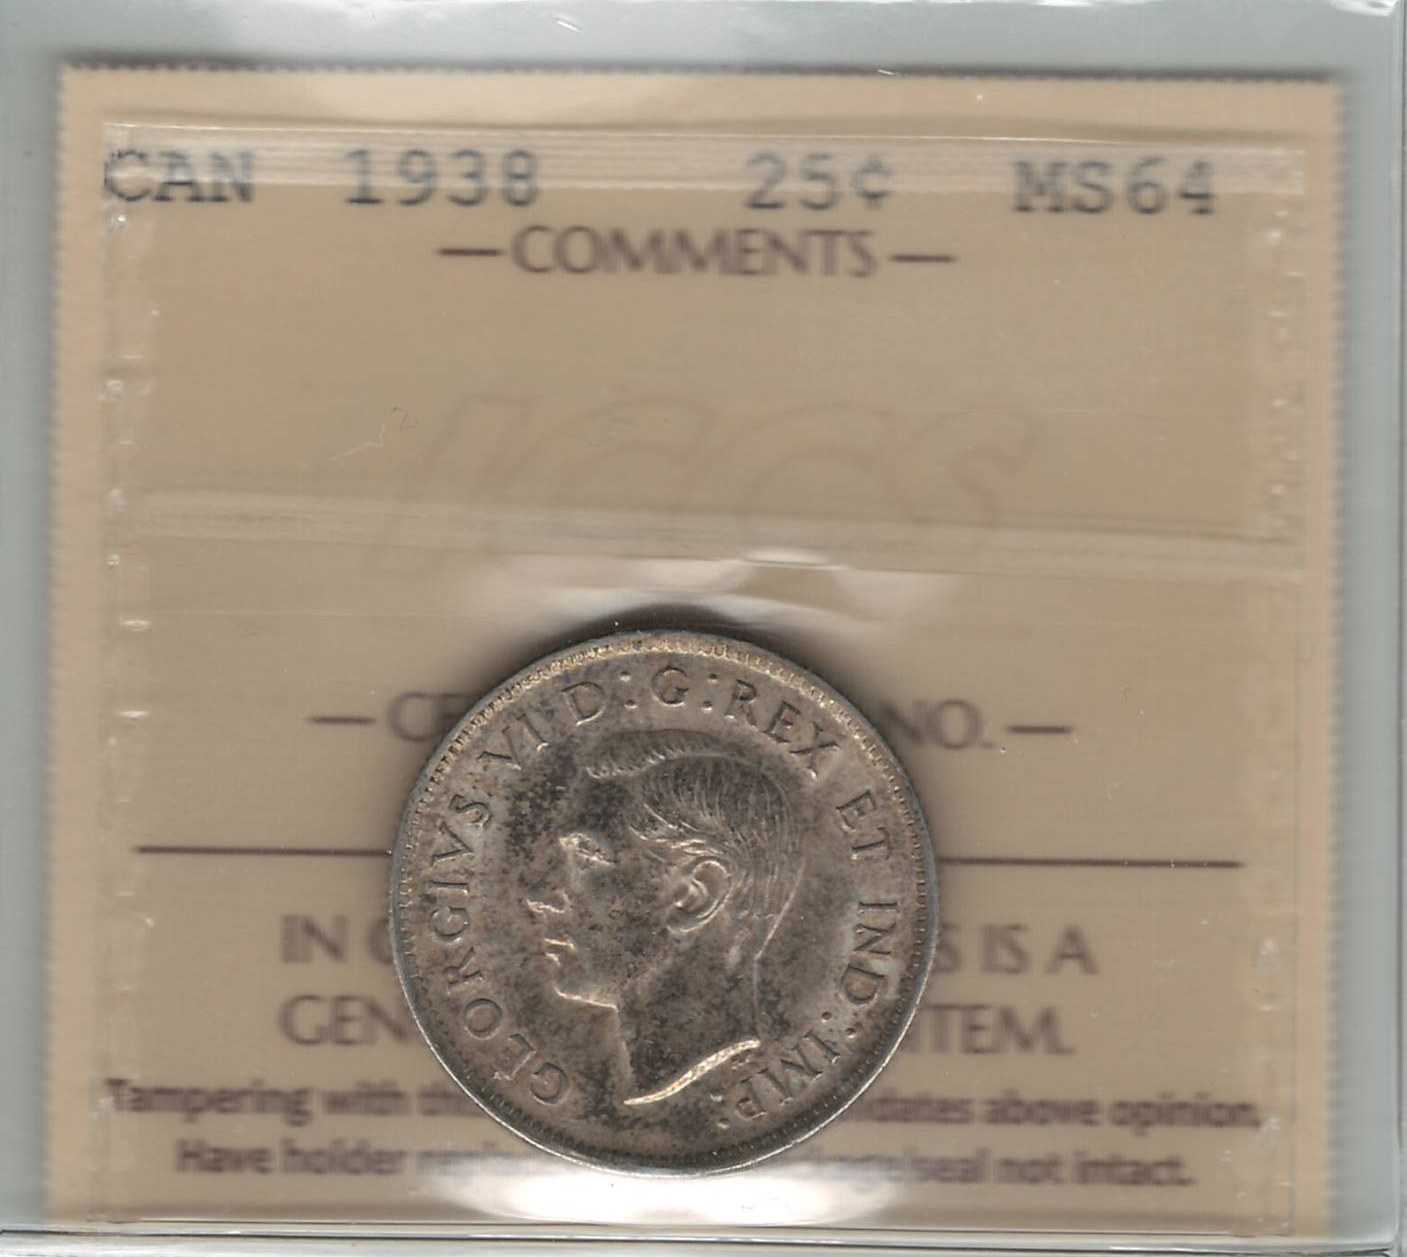 CAN 1938 25¢ MS64
—COMMENTS—
ICCS
NO.—
GEORGIVS VI D:G:REX ET IND:IMP:
IN S IS A
GEN ITEM.
Tampering with dates above opinion.
Have holder seal not intact.